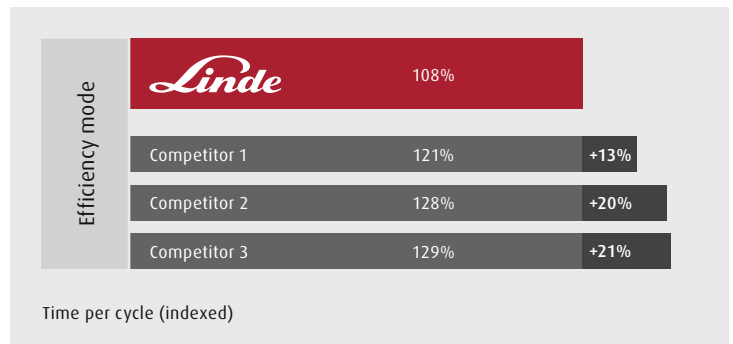 Efficiency mode
Linde 108%
Competitor 1 121% +13%
Competitor 2 128% +20%
Competitor 3 129% +21%
Time per cycle (indexed)